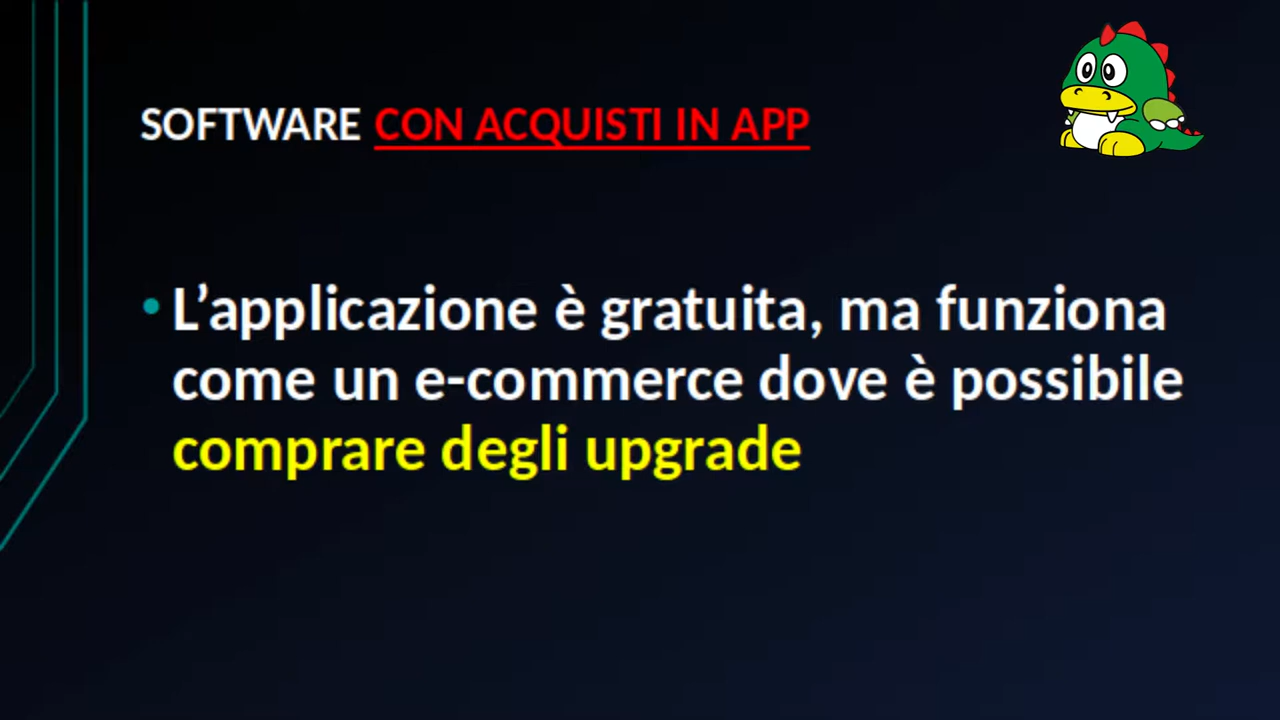 SOFTWARE CON ACQUISTI IN APP
• L’applicazione è gratuita, ma funziona
come un e-commerce dove è possibile
comprare degli upgrade